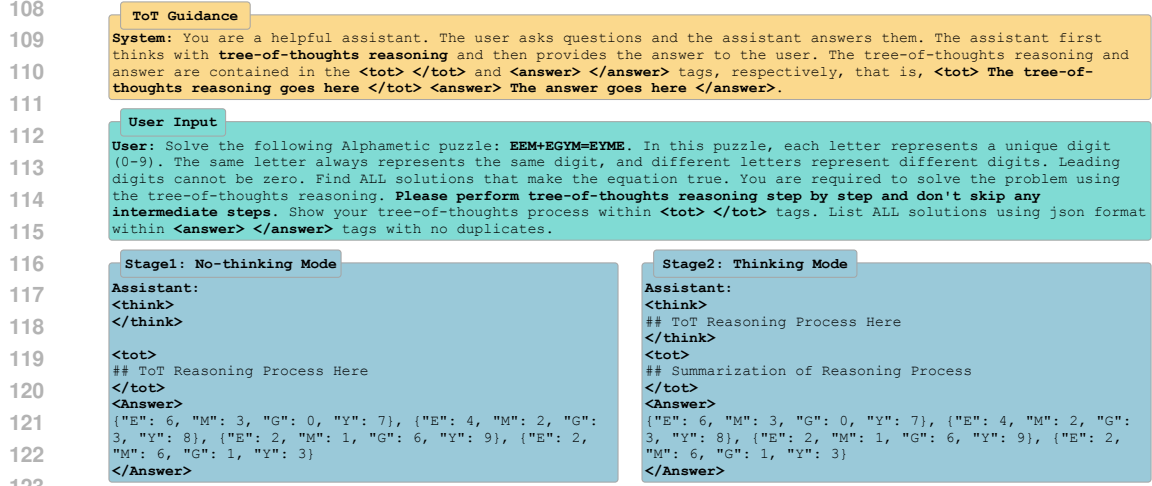 108
ToT Guidance
109
System: You are a helpful assistant. The user asks questions and the assistant answers them. The assistant first
thinks with tree-of-thoughts reasoning and then provides the answer to the user. The tree-of-thoughts reasoning and
110
answer are contained in the <tot> </tot> and <answer> </answer> tags, respectively, that is, <tot> The tree-of-
thoughts reasoning goes here </tot> <answer> The answer goes here </answer>.
111
User Input
112
User: Solve the following Alphametic puzzle: EEM+EGYM=EYME. In this puzzle, each letter represents a unique digit
113
(0-9). The same letter always represents the same digit, and different letters represent different digits. Leading
digits cannot be zero. Find ALL solutions that make the equation true. You are required to solve the problem using
114
the tree-of-thoughts reasoning. Please perform tree-of-thoughts reasoning step by step and don't skip any
intermediate steps. Show your tree-of-thoughts process within <tot> </tot> tags. List ALL solutions using json format
115
within <answer> </answer> tags with no duplicates.
116
Stage1: No-thinking Mode
117
Assistant:
<think>
118
</think>
119
<tot>
## ToT Reasoning Process Here
120
</tot>
<Answer>
121
{"E": 6, "M": 3, "G": 0, "Y": 7}, {"E": 4, "M": 2, "G":
3, "Y": 8}, {"E": 2, "M": 1, "G": 6, "Y": 9}, {"E": 2,
122
"M": 6, "G": 1, "Y": 3}
</Answer>
Stage2: Thinking Mode
Assistant:
<think>
## ToT Reasoning Process Here
</think>
<tot>
## Summarization of Reasoning Process
</tot>
<Answer>
{"E": 6, "M": 3, "G": 0, "Y": 7}, {"E": 4, "M": 2, "G":
3, "Y": 8}, {"E": 2, "M": 1, "G": 6, "Y": 9}, {"E": 2,
"M": 6, "G": 1, "Y": 3}
</Answer>